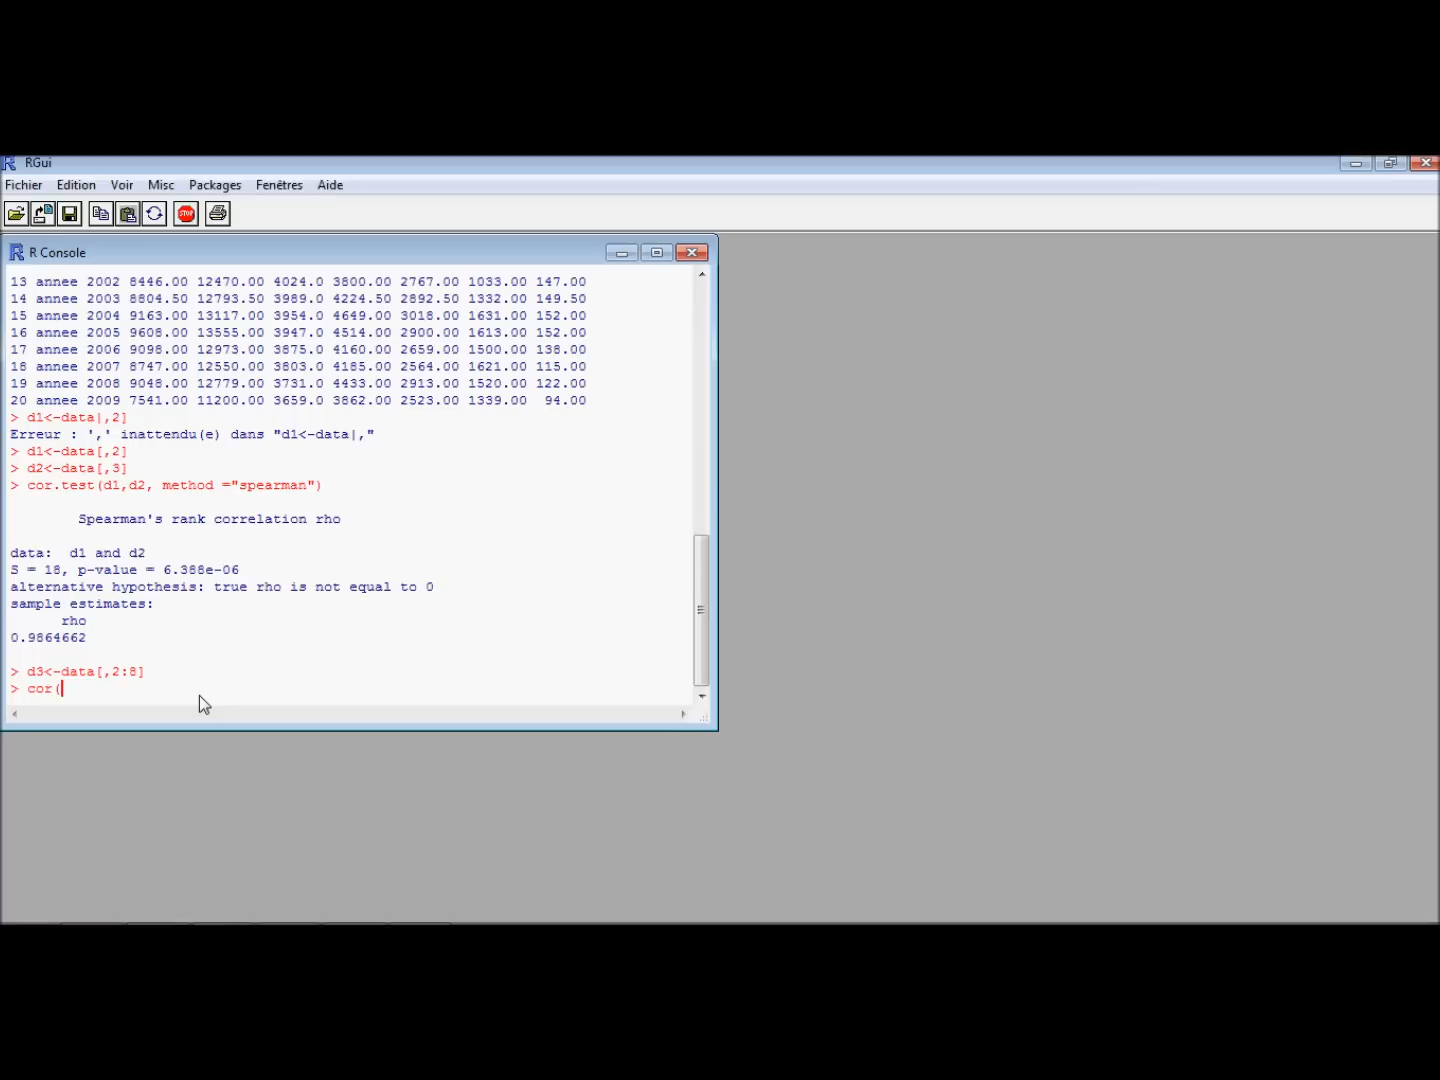 RGui
Fichier Edition Voir Misc Packages Fenêtres Aide
STOP
R Console
13 annee 2002 8446.00 12470.00 4024.0 3800.00 2767.00 1033.00 147.00
14 annee 2003 8804.50 12793.50 3989.0 4224.50 2892.50 1332.00 149.50
15 annee 2004 9163.00 13117.00 3954.0 4649.00 3018.00 1631.00 152.00
16 annee 2005 9608.00 13555.00 3947.0 4514.00 2900.00 1613.00 152.00
17 annee 2006 9098.00 12973.00 3875.0 4160.00 2659.00 1500.00 138.00
18 annee 2007 8747.00 12550.00 3803.0 4185.00 2564.00 1621.00 115.00
19 annee 2008 9048.00 12779.00 3731.0 4433.00 2913.00 1520.00 122.00
20 annee 2009 7541.00 11200.00 3659.0 3862.00 2523.00 1339.00 94.00
> d1<-data|,2]
Erreur : ',' inattendu(e) dans "d1<-data|,"
> d1<-data[,2]
> d2<-data[,3]
> cor.test(d1,d2, method ="spearman")
Spearman's rank correlation rho
data: d1 and d2
S = 18, p-value = 6.388e-06
alternative hypothesis: true rho is not equal to 0
sample estimates:
rho
0.9864662
> d3<-data[,2:8]
> cor(